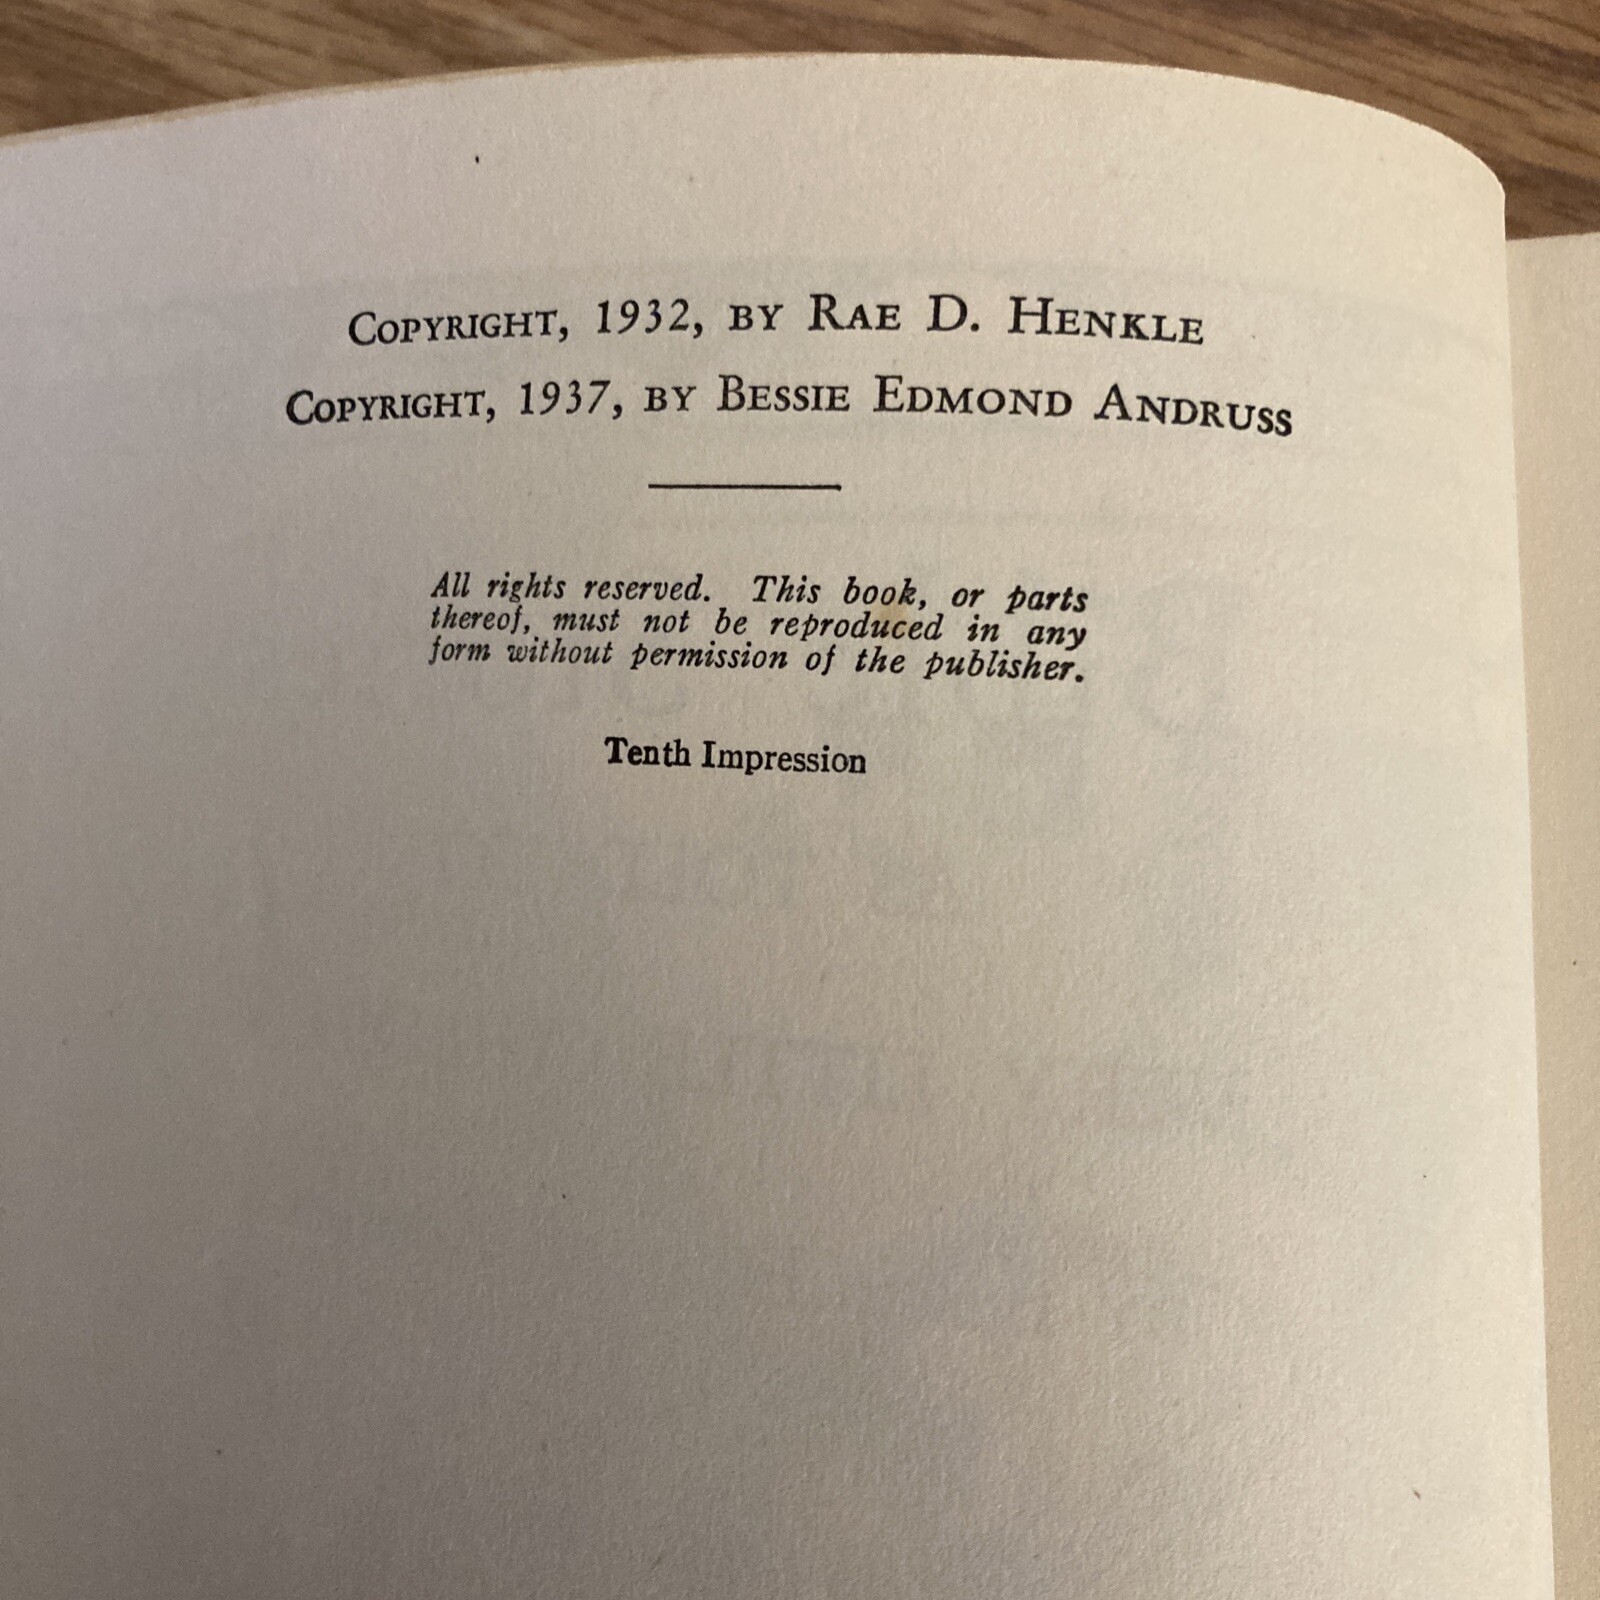 Copyright, 1932, by Rae D. Henkle
Copyright, 1937, by Bessie Edmond Andruss
All rights reserved. This book, or parts
thereof, must not be reproduced in any
form without permission of the publisher.
Tenth Impression